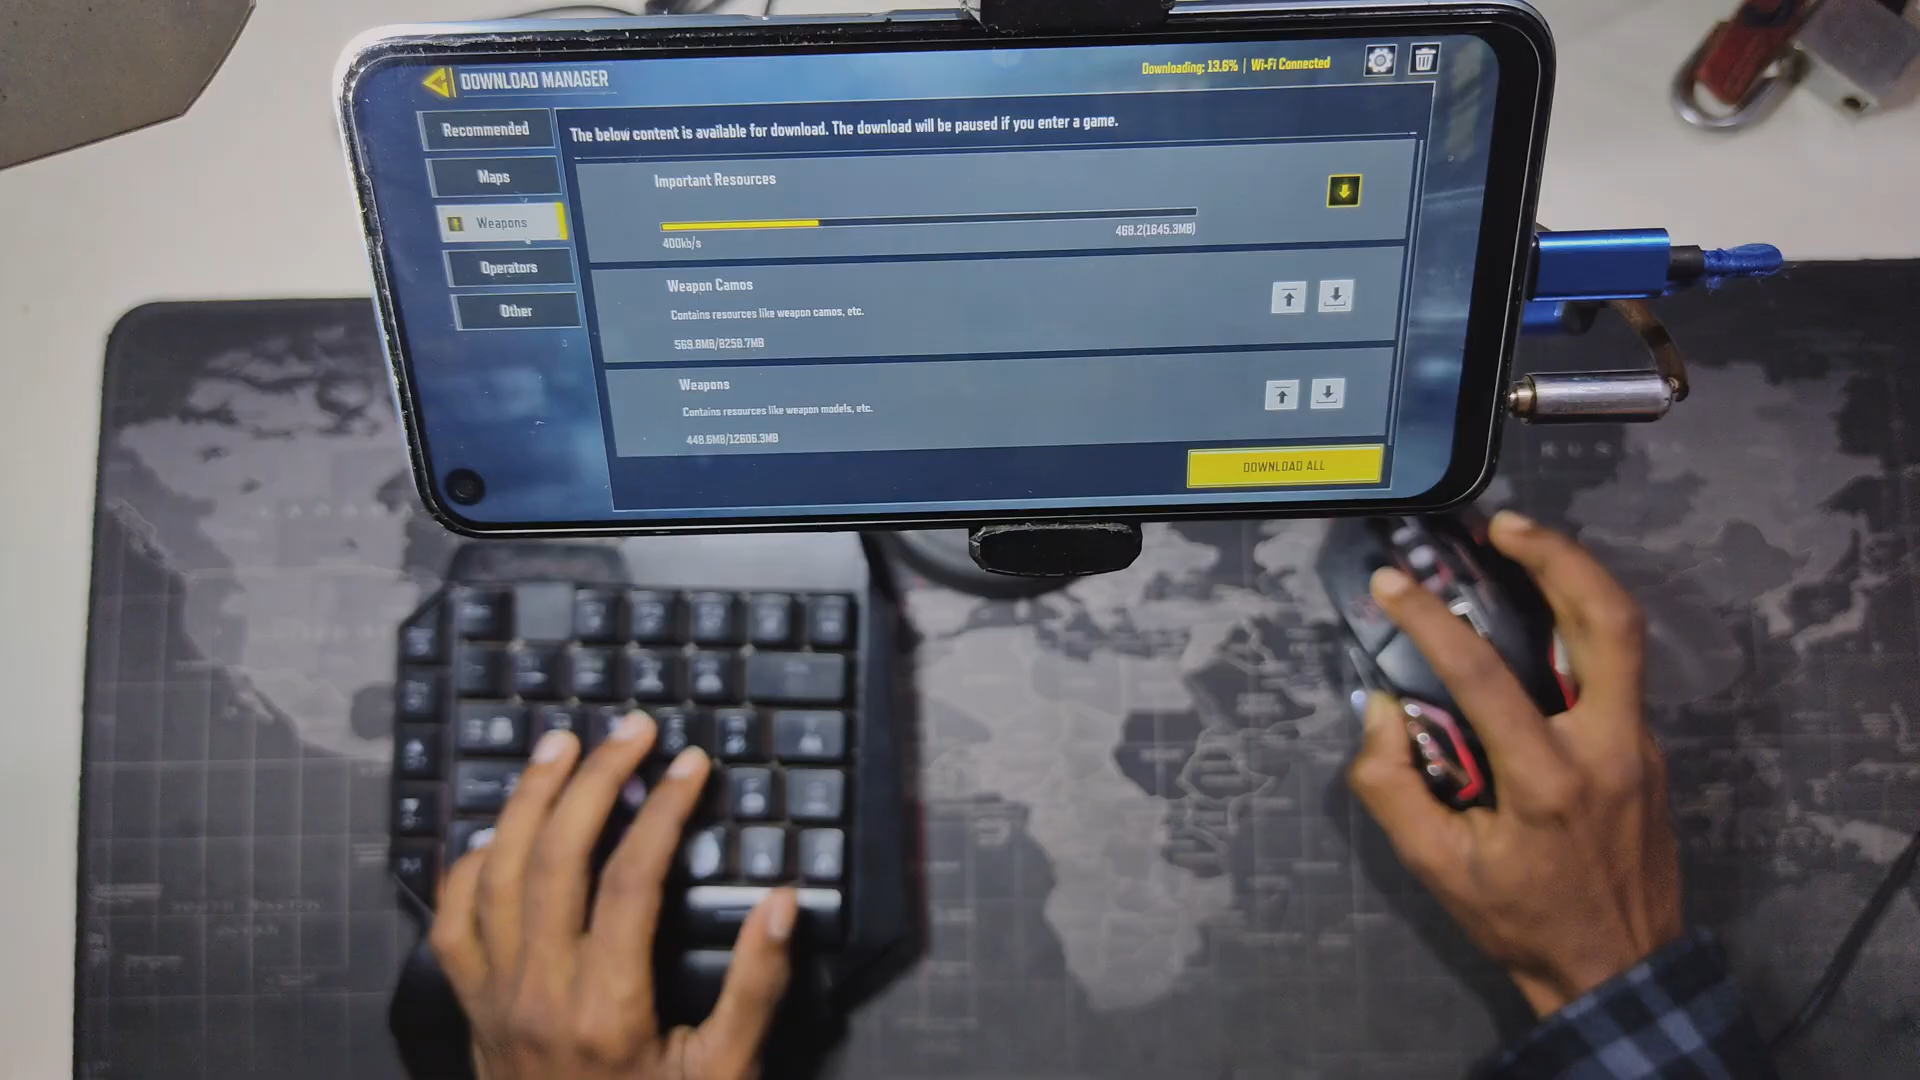 DOWNLOAD MANAGER
Downloading: 13.6% | Wi-Fi Connected
Recommended
Maps
Weapons
Operators
Other
The below content is available for download. The download will be paused if you enter a game.
Important Resources
400kb/s
468.2(1645.3MB)
Weapon Camos
Contains resources like weapon camos, etc.
569.8MB/8258.7MB
Weapons
Contains resources like weapon models, etc.
448.6MB/12606.3MB
DOWNLOAD ALL